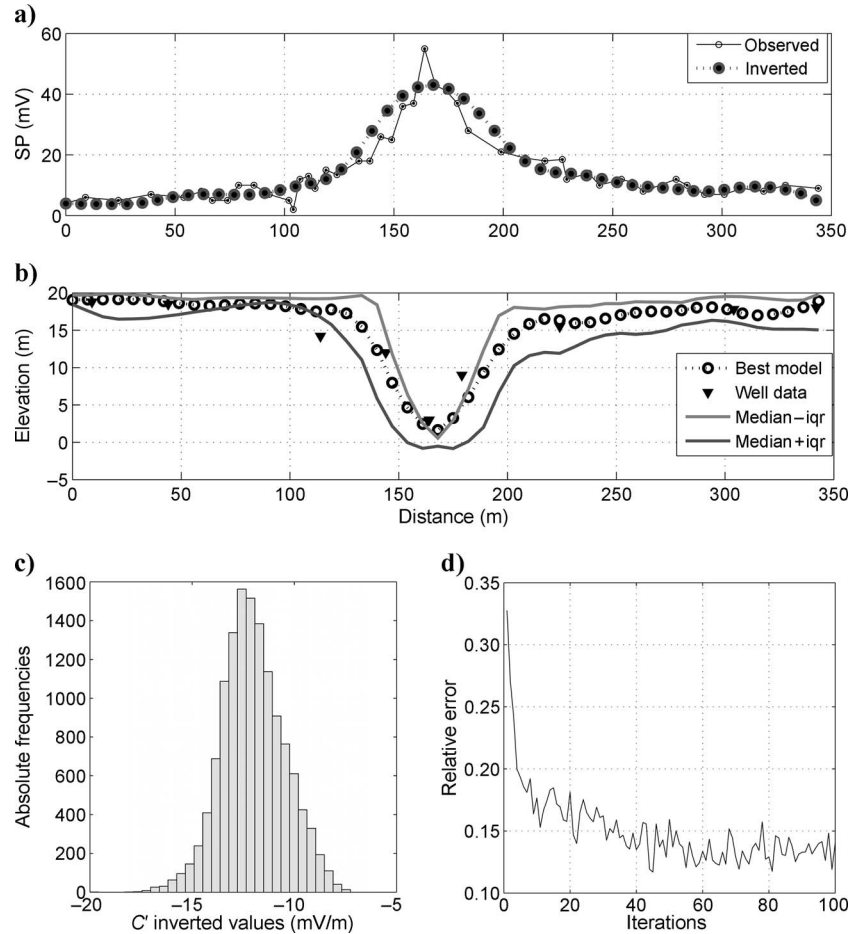 a)
60
40
20
0
SP (mV)
Observed
Inverted
0 50 100 150 200 250 300 350
b)
20
15
10
5
0
−5
Elevation (m)
Best model
Well data
Median−iqr
Median+iqr
0 50 100 150 200 250 300 350
Distance (m)
c)
1600
1400
1200
1000
800
600
400
200
0
Absolute frequencies
−20 −15 −10 −5
C′ inverted values (mV/m)
d)
0.35
0.30
0.25
0.20
0.15
0.10
Relative error
0 20 40 60 80 100
Iterations